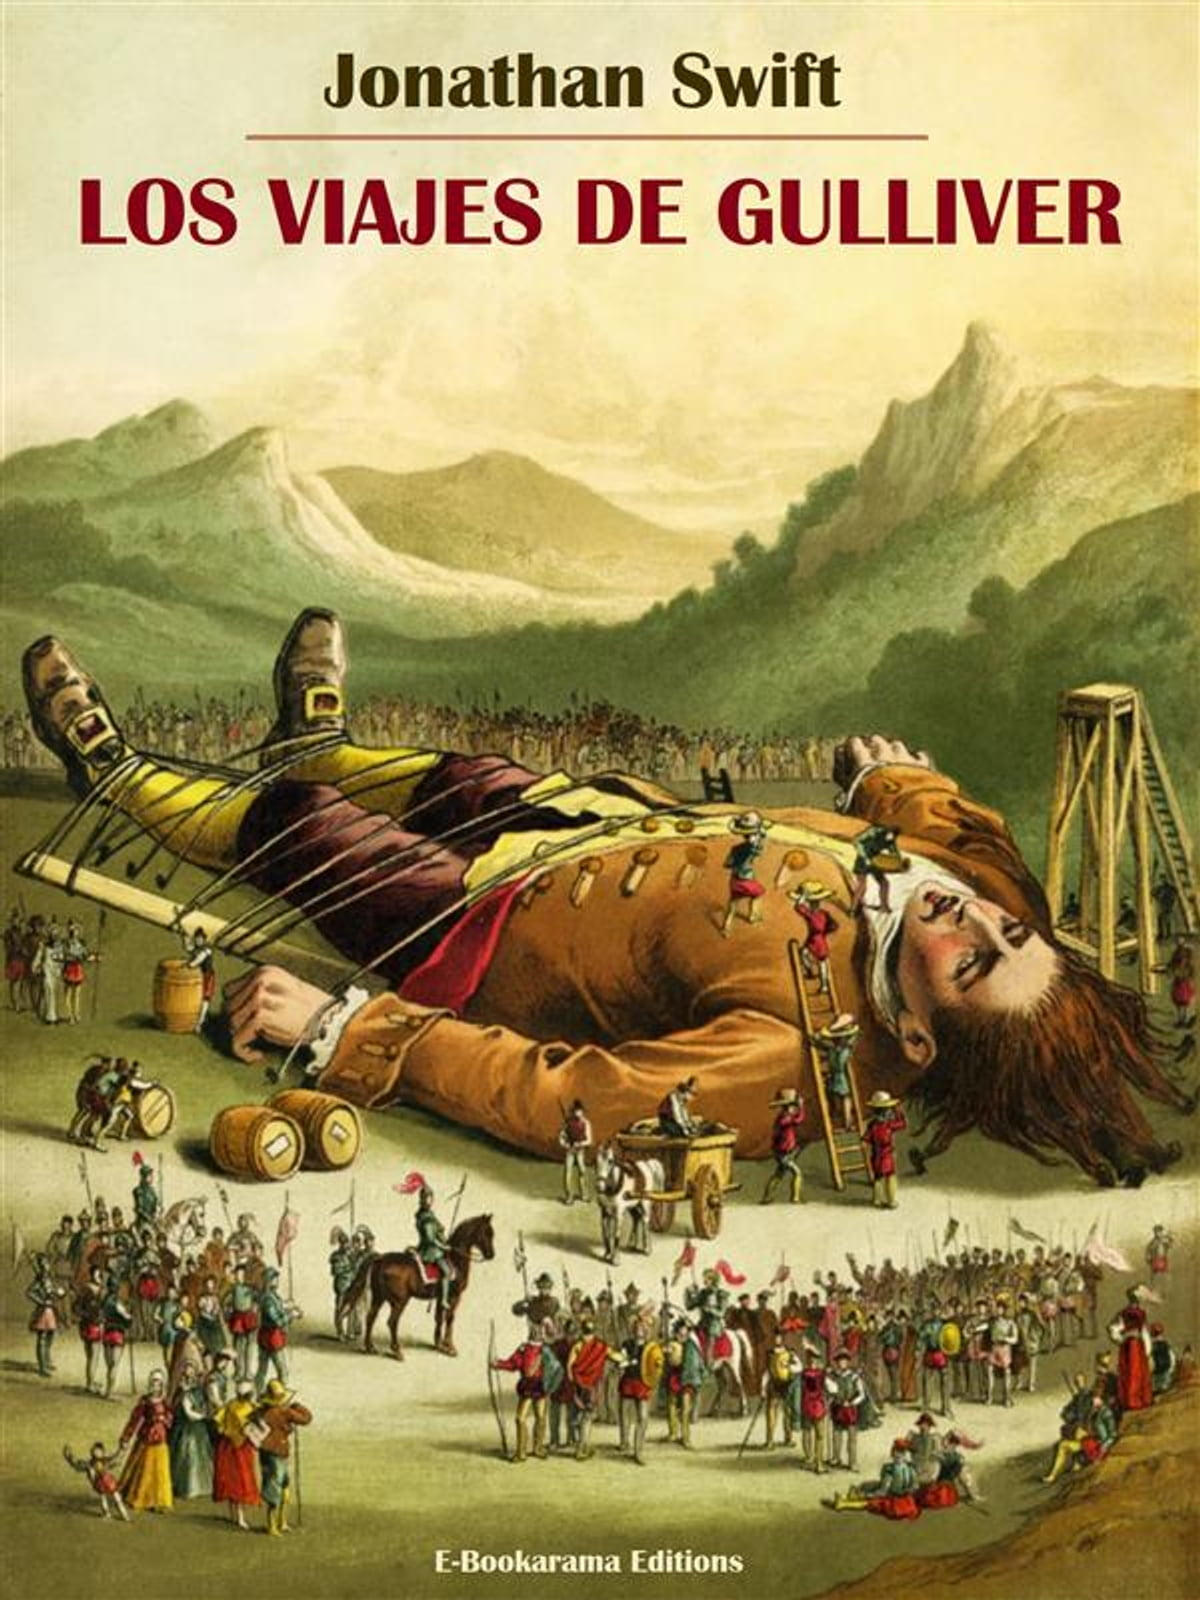 Jonathan Swift
LOS VIAJES DE GULLIVER
E-Bookarama Editions